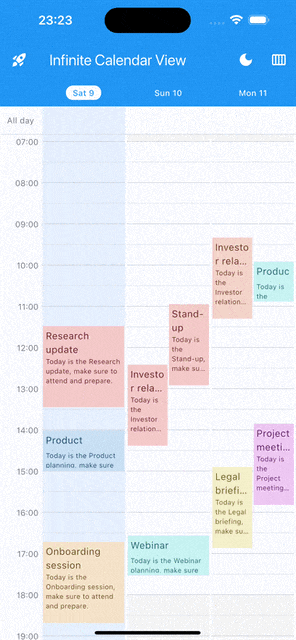 23:23
Infinite Calendar View
Sat 9
Sun 10
Mon 11
All day
07:00
08:00
09:00
10:00
11:00
12:00
13:00
14:00
15:00
16:00
17:00
18:00
19:00
Research
update
Today is the Research
update, make sure to
attend and prepare.
Product
Today is the Product
planning, make sure
Onboarding
session
Today is the
Onboarding session,
make sure to attend
and prepare.
Investo
r rela...
Today is
the
Investor
relation...
Stand-
up
Today is
the
Stand-up,
make su...
Webinar
Today is the Webinar
planning, make sure
Investo
r rela...
Today is
the
Investor
relation...
Produc
Today is
the
Project
meeti...
Today is
the
Project
meeting...
Legal
briefi...
Today is
the Legal
briefing,
make sur...